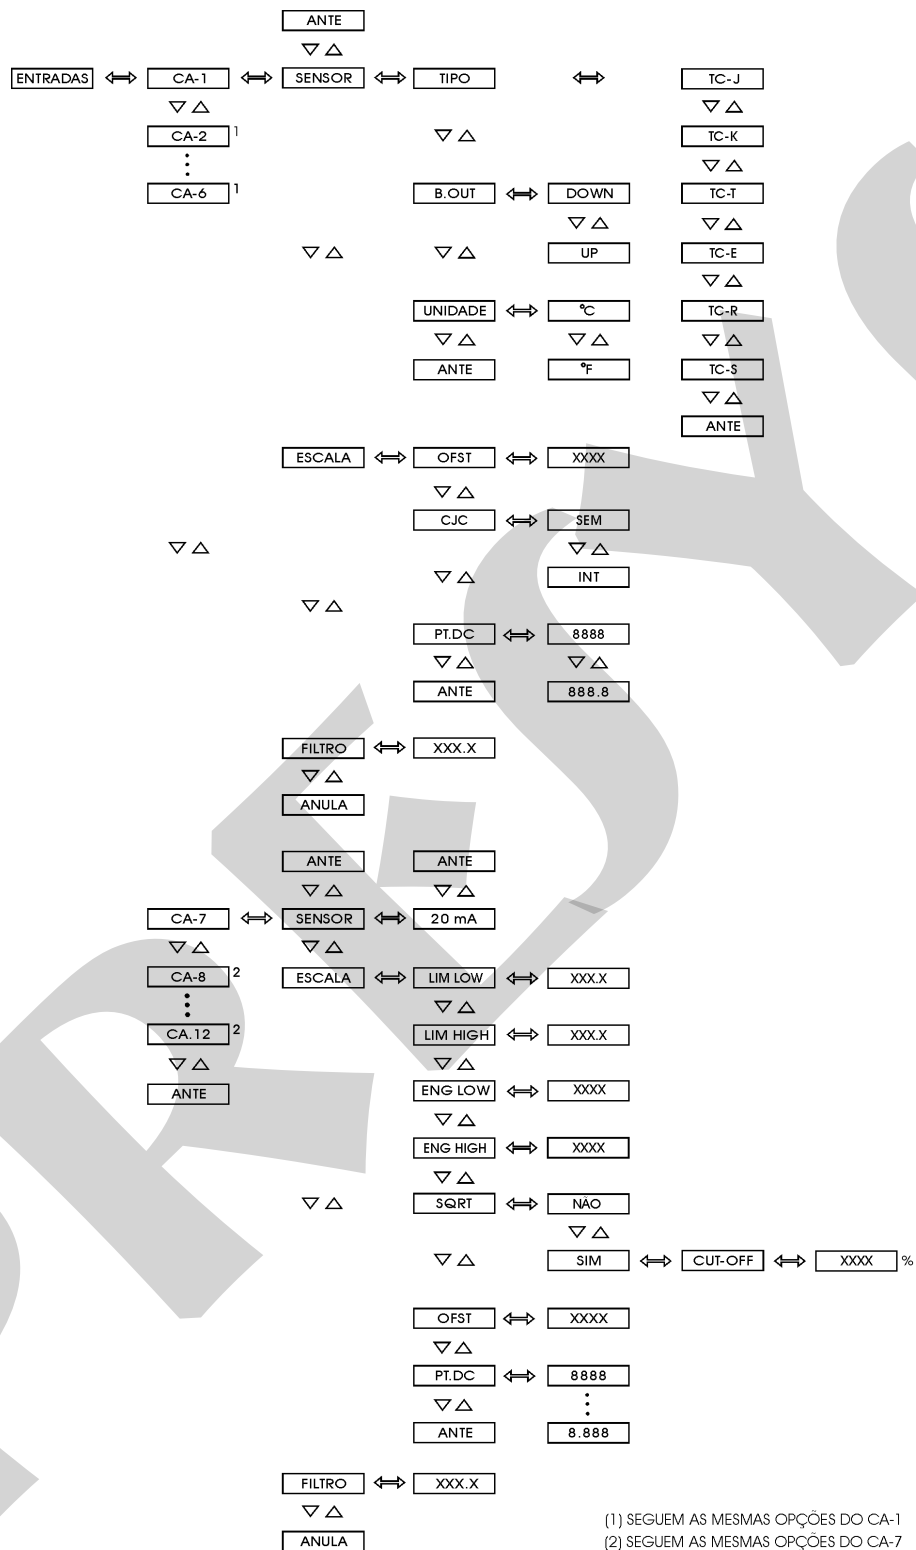 ANTE
ENTRADAS CA-1 SENSOR TIPO TC-J
CA-2 1 TC-K
CA-6 1 B.OUT DOWN TC-T
UP TC-E
UNIDADE ºC TC-R
ANTE ºF TC-S
ANTE
ESCALA OFST XXXX
CJC SEM
INT
PT.DC 8888
ANTE 888.8
FILTRO XXX.X
ANULA
ANTE ANTE
CA-7 SENSOR 20 mA
CA-8 2 ESCALA LIM LOW XXX.X
CA.12 2 LIM HIGH XXX.X
ANTE ENG LOW XXXX
ENG HIGH XXXX
SQRT NÃO
SIM CUT-OFF XXXX %
OFST XXXX
PT.DC 8888
ANTE 8.888
FILTRO XXX.X
ANULA
(1) SEGUEM AS MESMAS OPÇÕES DO CA-1
(2) SEGUEM AS MESMAS OPÇÕES DO CA-7
PRESYS